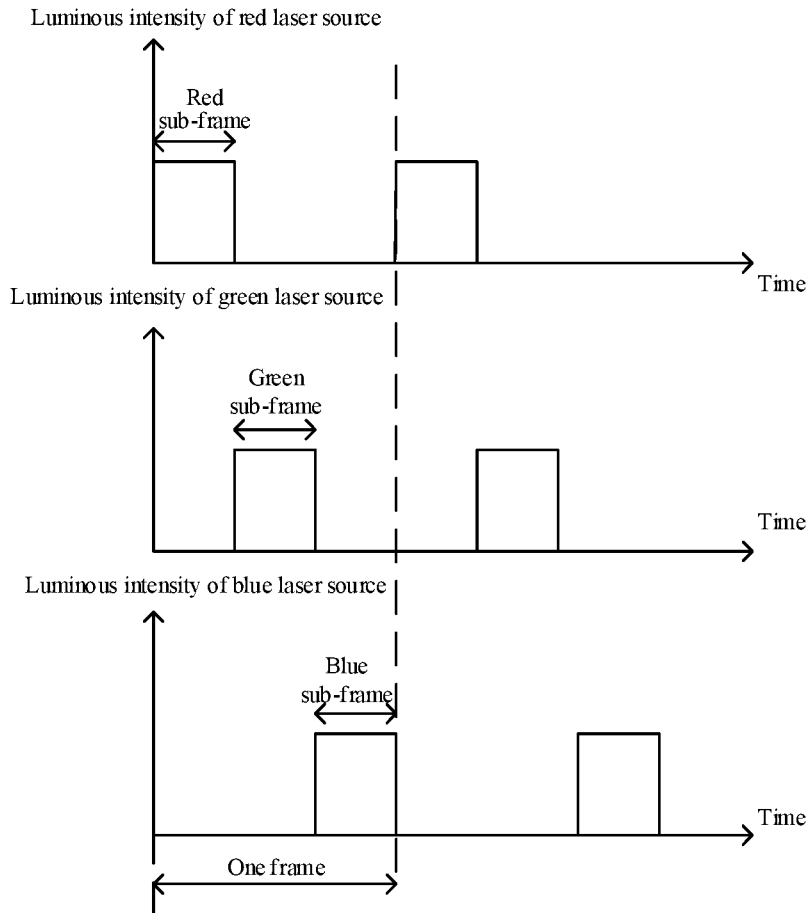 Luminous intensity of red laser source
Red
sub-frame
Time
Luminous intensity of green laser source
Green
sub-frame
Time
Luminous intensity of blue laser source
Blue
sub-frame
Time
One frame